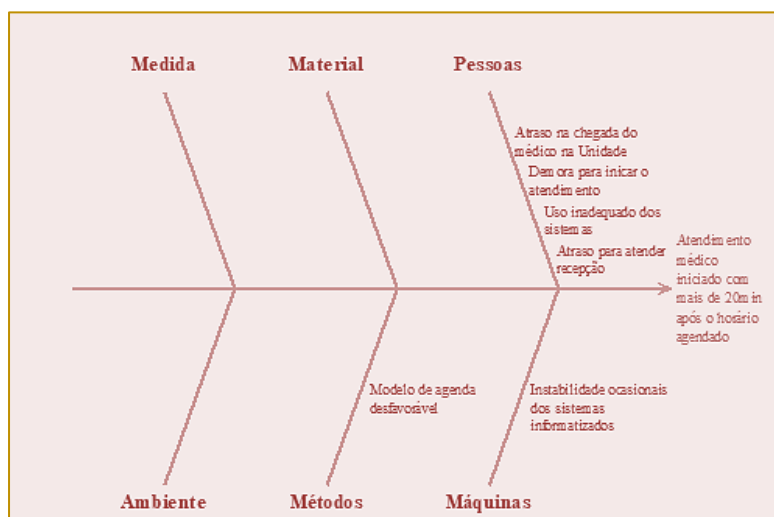 Medida
Material
Pessoas
Atraso na chegada do
médico na Unidade
Demora para inicar o
atendimento
Uso inadequado dos
sistemas
Atraso para atender
recepção
Atendimento
médico
iniciado com
mais de 20min
após o horário
agendado
Modelo de agenda
desfavorável
Instabilidade ocasionais
dos sistemas
informatizados
Ambiente
Métodos
Máquinas